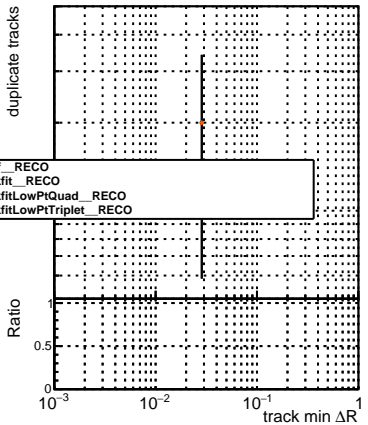 duplicate tracks
__RECO
fit__RECO
fitLowPtQuad__RECO
fitLowPtTriplet__RECO
Ratio
1
0.5
0
10−3
10−2
10−1
1
track min ΔR